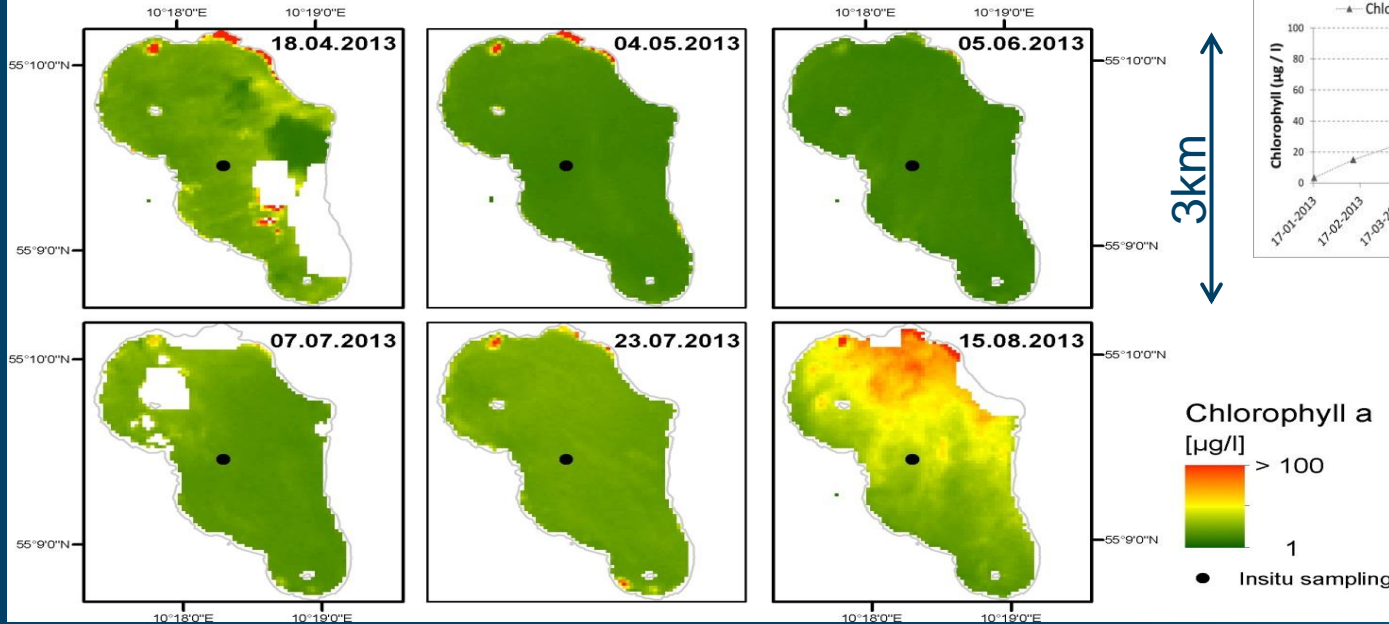 10°18'0"E 10°19'0"E 10°18'0"E 10°19'0"E
18.04.2013
04.05.2013
05.06.2013
55°10'0"N
55°10'0"N
55°9'0"N
55°9'0"N
3km
Chlo
Chlorophyll (µg / l)
100
80
60
40
20
0
17-01-2013
17-02-2013
17-03-2
07.07.2013
23.07.2013
15.08.2013
55°10'0"N
55°10'0"N
55°9'0"N
55°9'0"N
10°18'0"E 10°19'0"E 10°18'0"E 10°19'0"E
Chlorophyll a
[µg/l]
> 100
1
Insitu sampling